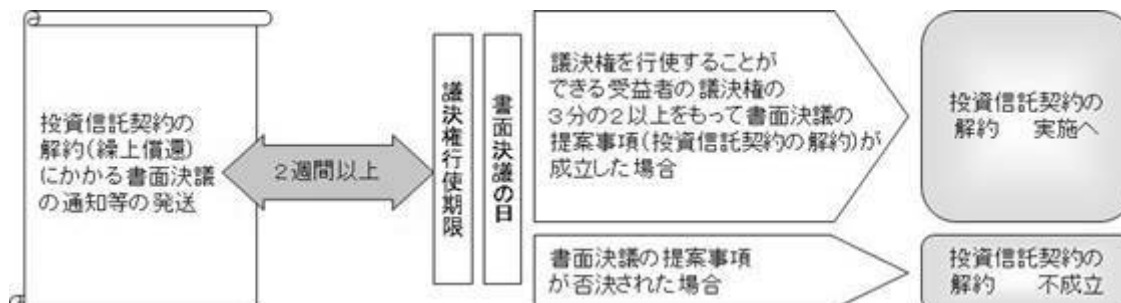 投資信託契約の
解約(繰上償還)
にかかる書面決議
の通知等の発送
2週間以上
議決権行使期限
書面決議の日
議決権を行使することが
できる受益者の議決権の
3分の2以上をもって書面決議の
提案事項(投資信託契約の解約)が
成立した場合
投資信託契約の
解約　実施へ
書面決議の提案事項
が否決された場合
投資信託契約の
解約　不成立